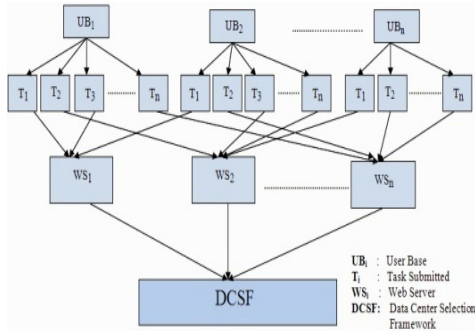 UB1 UB2 UBn
T1 T2 T3 Tn T1 T2 T3 Tn T1 T2 Tn
WS1 WS2 WSn
DCSF
UBi : User Base
Ti : Task Submitted
WSi : Web Server
DCSF: Data Center Selection
Framework